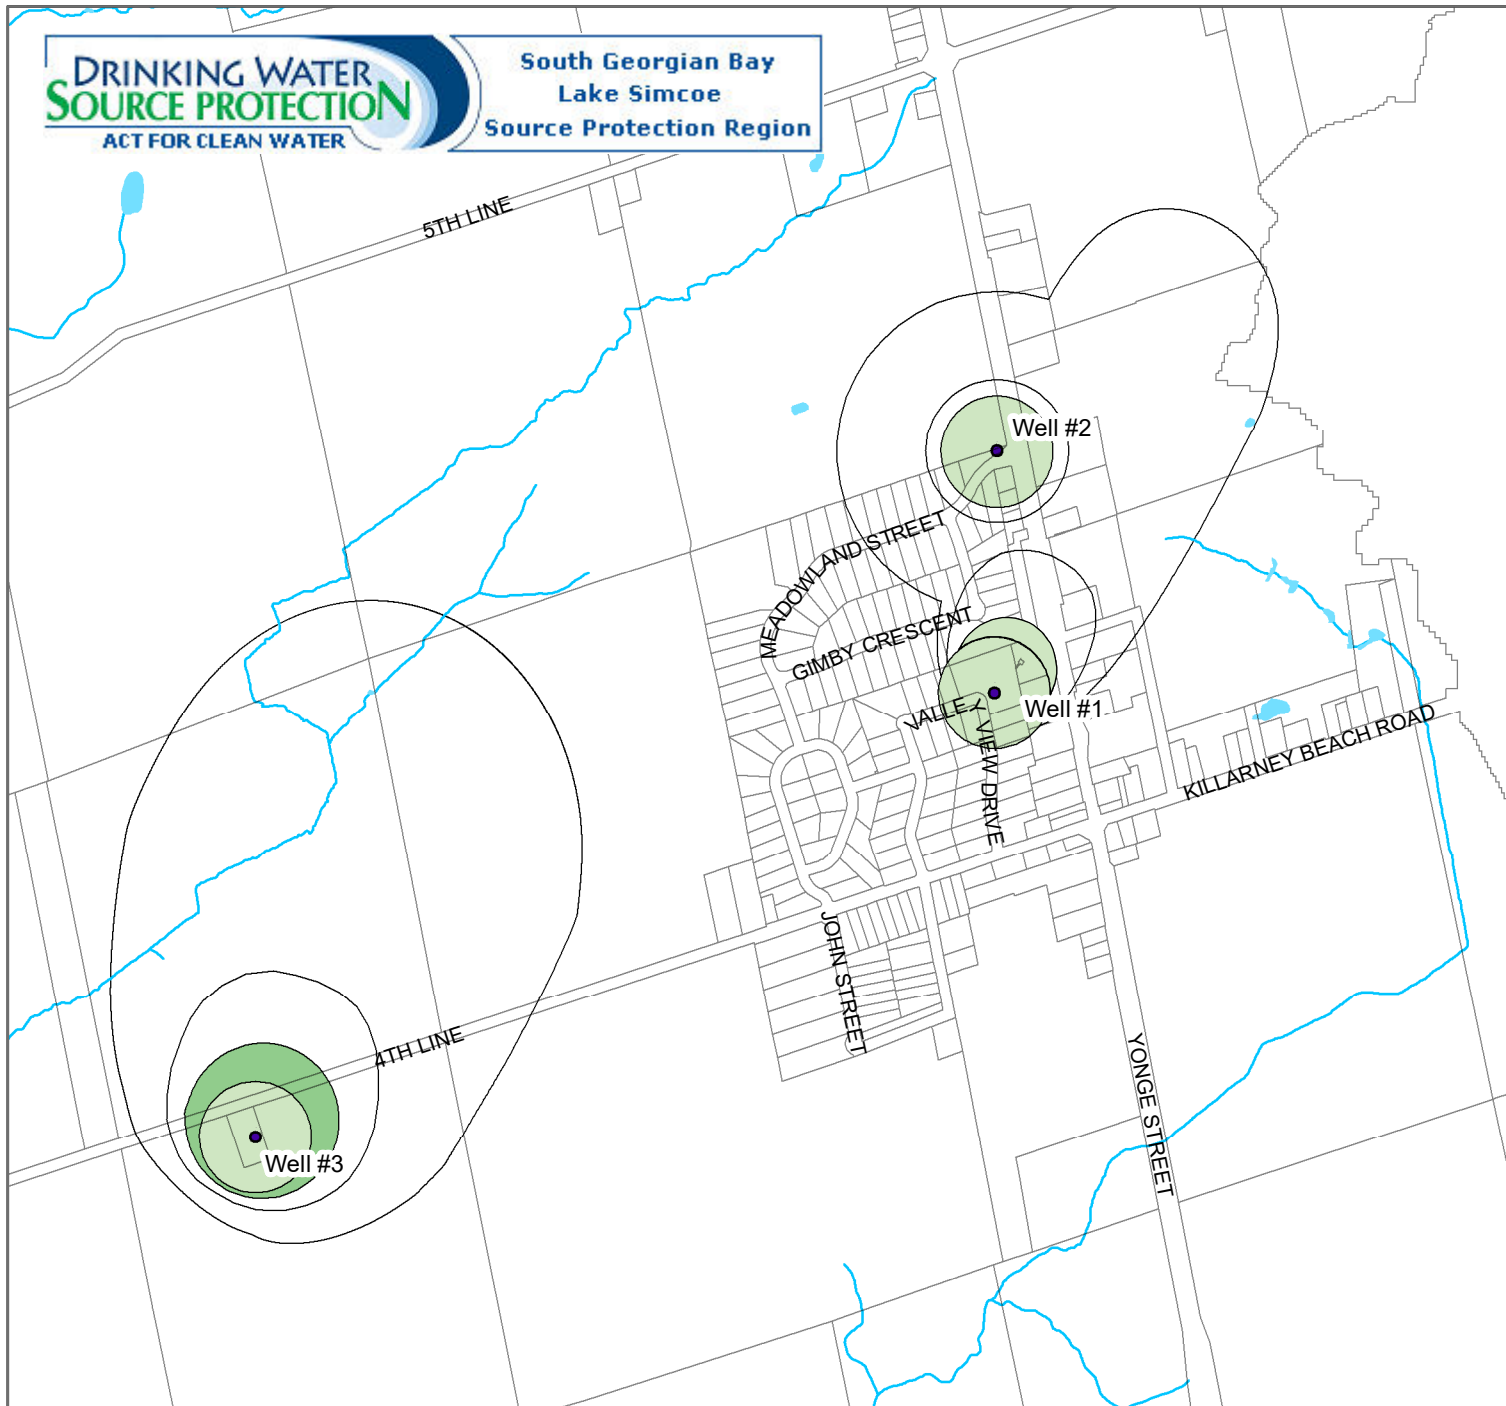 DRINKING WATER
SOURCE PROTECTION
ACT FOR CLEAN WATER
South Georgian Bay
Lake Simcoe
Source Protection Region
5TH LINE
Well #2
MEADOWLAND STREET
GIMBY CRESCENT
VALLEY VIEW DRIVE
Well #1
KILLARNEY BEACH ROAD
JOHN STREET
4TH LINE
YONGE STREET
Well #3